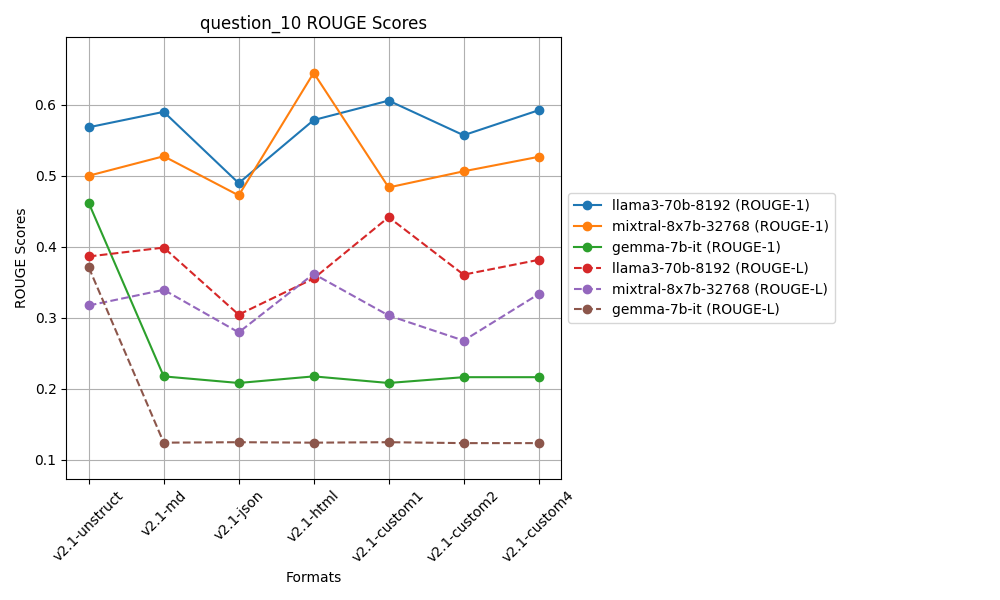 question_10 ROUGE Scores
ROUGE Scores
0.6
0.5
0.4
0.3
0.2
0.1
v2.1-unstruct
v2.1-md
v2.1-json
v2.1-html
v2.1-custom1
v2.1-custom2
v2.1-custom4
Formats
llama3-70b-8192 (ROUGE-1)
mixtral-8x7b-32768 (ROUGE-1)
gemma-7b-it (ROUGE-1)
llama3-70b-8192 (ROUGE-L)
mixtral-8x7b-32768 (ROUGE-L)
gemma-7b-it (ROUGE-L)